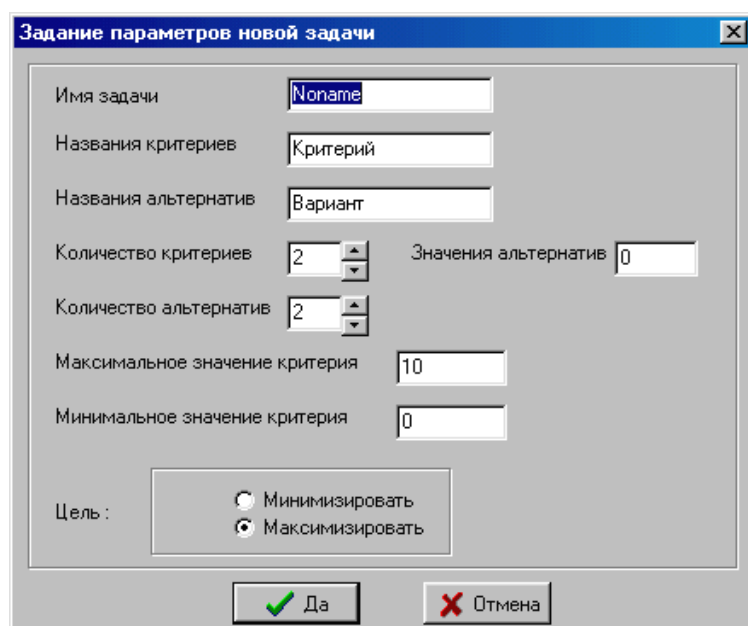 Задание параметров новой задачи
Имя задачи Noname
Названия критериев Критерий
Названия альтернатив Вариант
Количество критериев 2 Значения альтернатив 0
Количество альтернатив 2
Максимальное значение критерия 10
Минимальное значение критерия 0
Минимизировать
Цель :
Максимизировать
Да Отмена